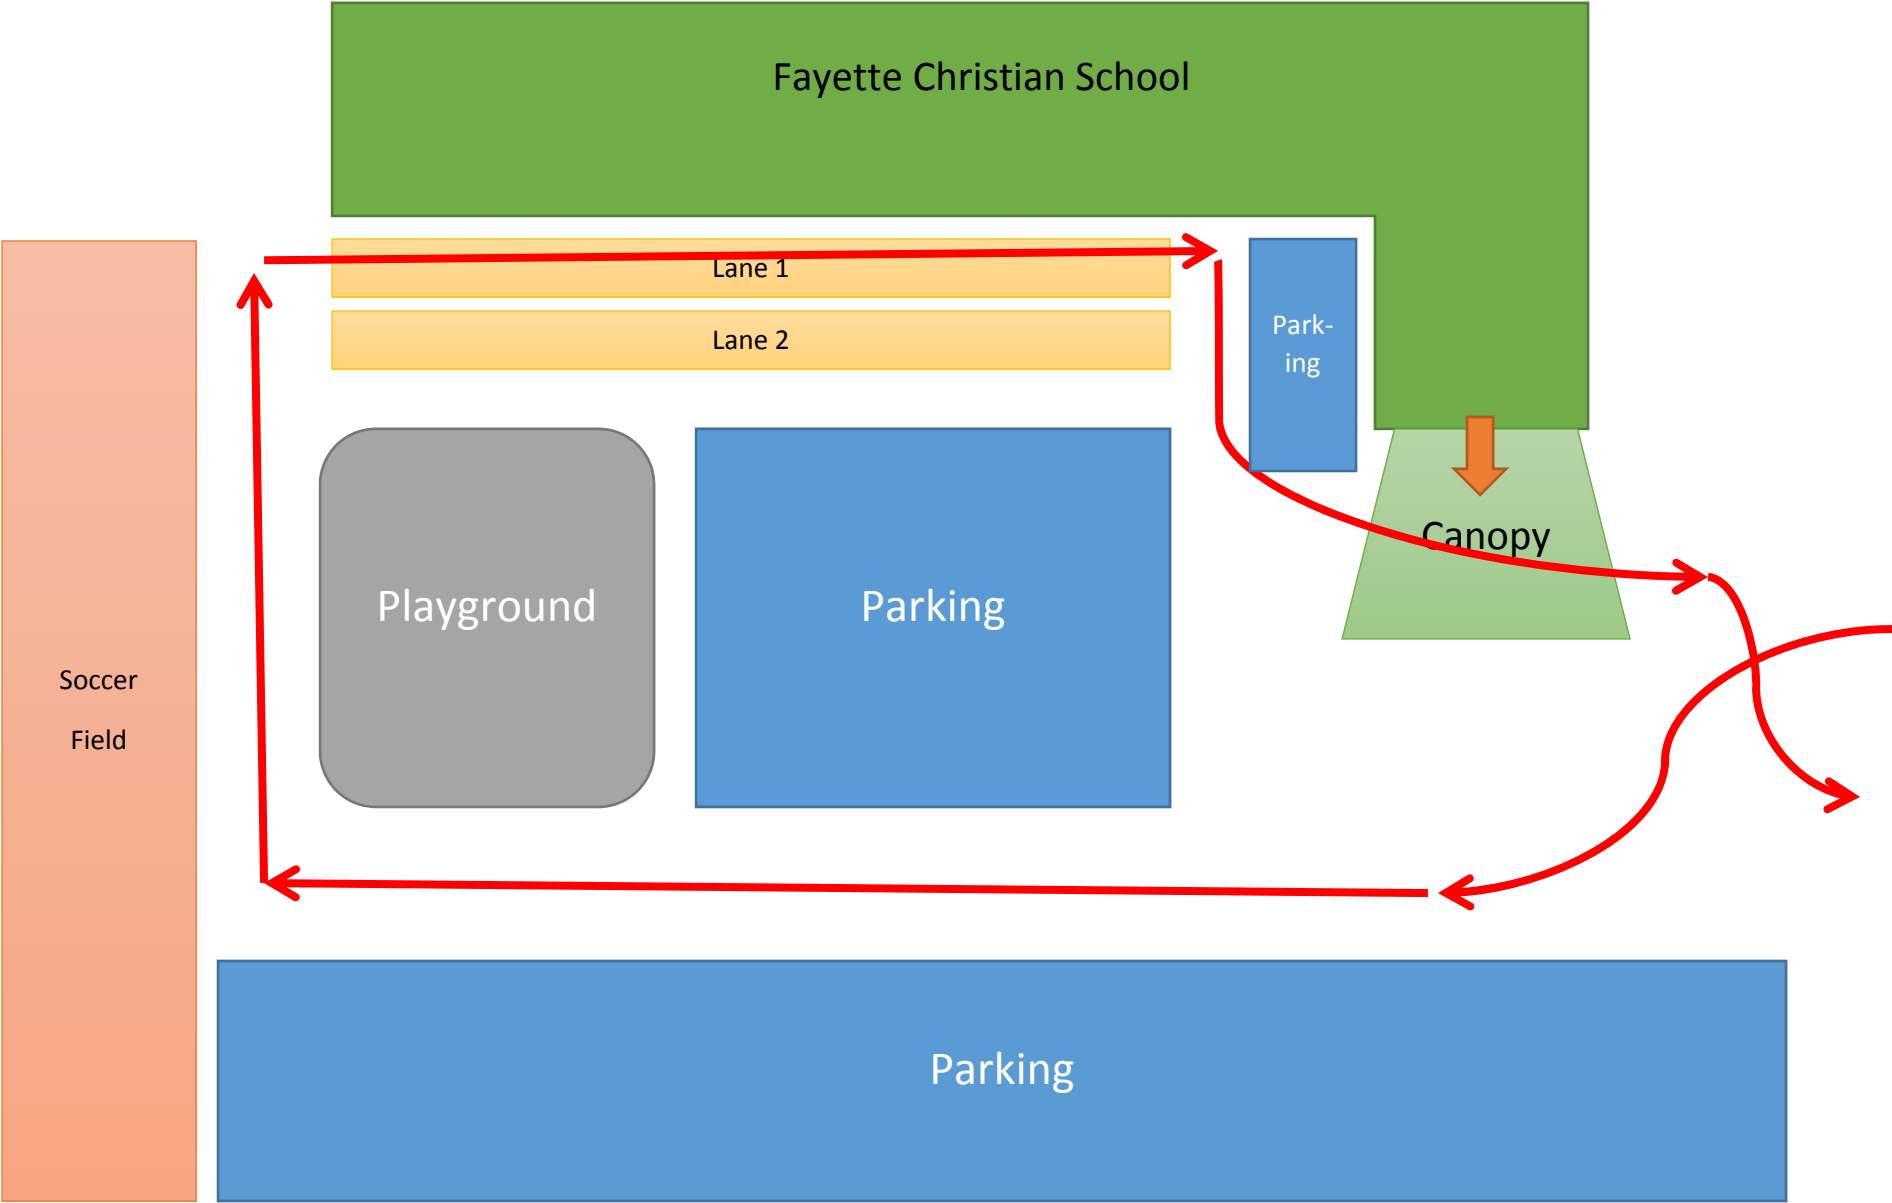 Fayette Christian School
Lane 1
Lane 2
Park-
ing
Canopy
Playground
Parking
Soccer
Field
Parking